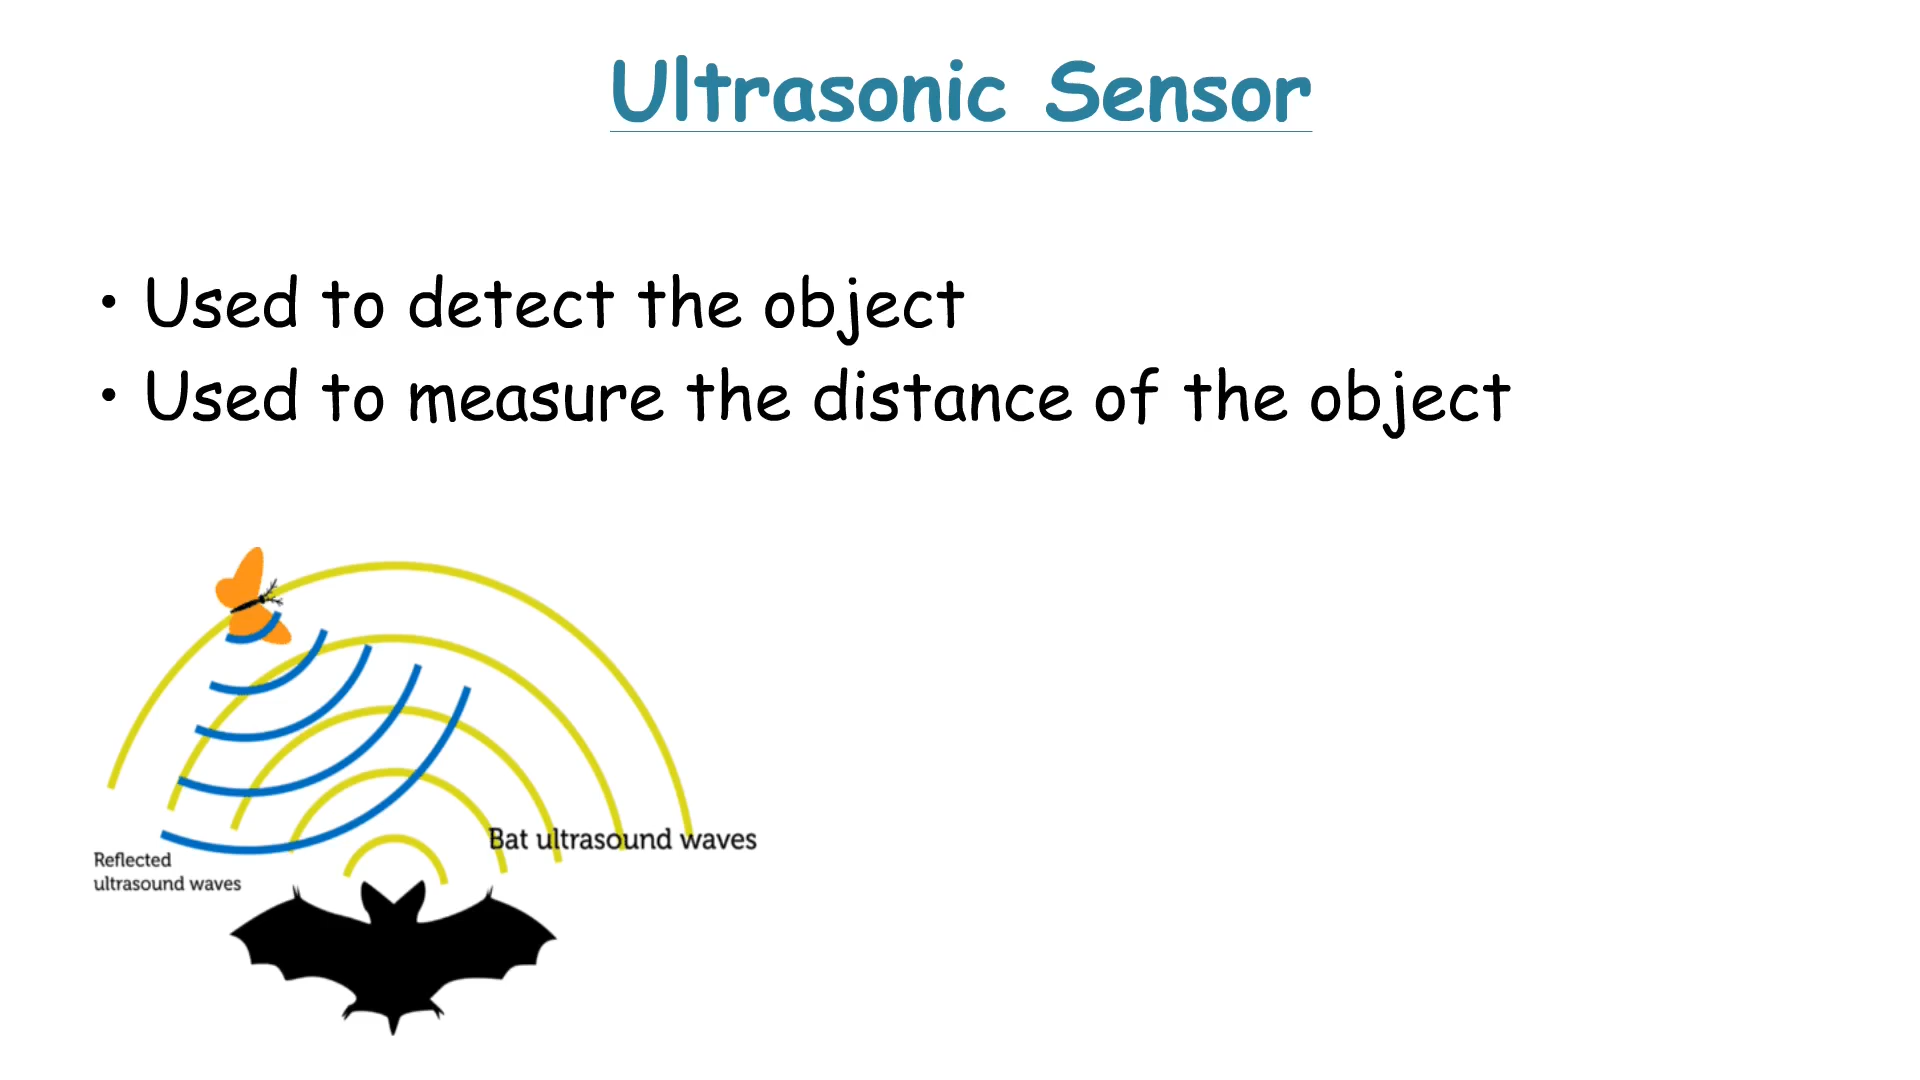 Ultrasonic Sensor
• Used to detect the object
• Used to measure the distance of the object
Bat ultrasound waves
Reflected
ultrasound waves